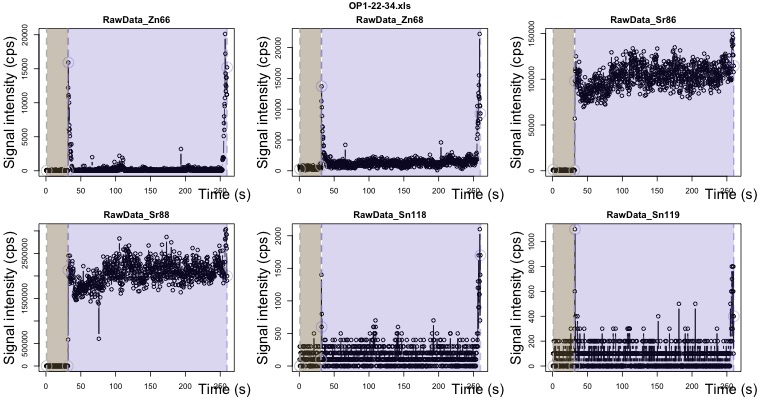 OP1-22-34.xls
RawData_Zn66
RawData_Zn68
RawData_Sr86
Signal intensity (cps)
0 5000 10000 15000 20000
0 50 100 150 200 250
Time (s)
Signal intensity (cps)
0 5000 10000 15000 20000
0 50 100 150 200 250
Time (s)
Signal intensity (cps)
0 50000 100000 150000
0 50 100 150 200 250
Time (s)
RawData_Sr88
RawData_Sn118
RawData_Sn119
Signal intensity (cps)
0 500000 1500000 2500000
0 50 100 150 200 250
Time (s)
Signal intensity (cps)
0 500 1000 1500 2000
0 50 100 150 200 250
Time (s)
Signal intensity (cps)
0 200 400 600 800 1000
0 50 100 150 200 250
Time (s)